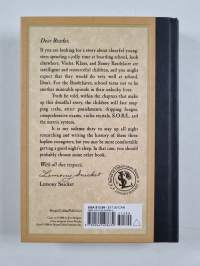 Dear Reader,
If you are looking for a story about cheerful young-
sters spending a jolly time at boarding school, look
elsewhere. Violet, Klaus, and Sunny Baudelaire are
intelligent and resourceful children, and you might
expect that they would do very well at school.
Don't. For the Baudelaires, school turns out to be
another miserable episode in their unlucky lives.
Truth be told, within the chapters that make
up this dreadful story, the children will face snap-
ping crabs, strict punishments, dripping fungus,
comprehensive exams, violin recitals, S.O.R.E., and
the metric system.
It is my solemn duty to stay up all night
researching and writing the history of these three
hapless youngsters, but you may be more comfortable
getting a good night's sleep. In that case, you should
probably choose some other book.
With all due respect,
Lemony Snicket
Lemony Snicket